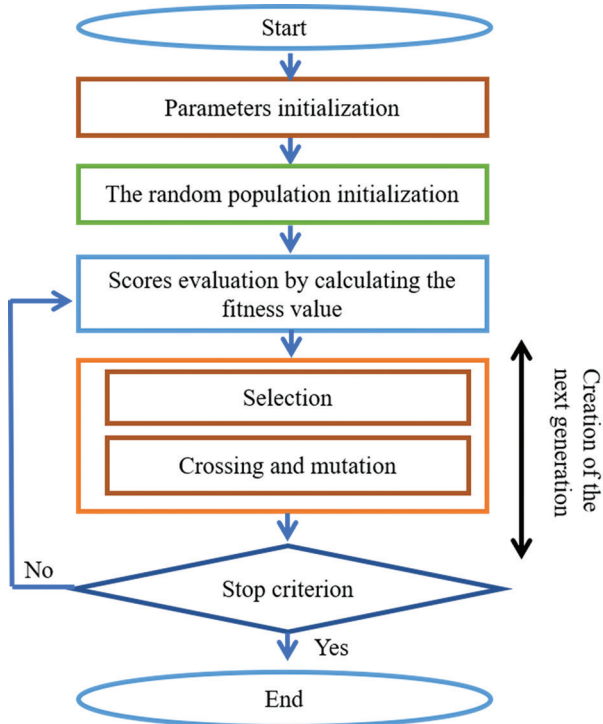 Start
Parameters initialization
The random population initialization
Scores evaluation by calculating the
fitness value
Selection
Crossing and mutation
Creation of the
next generation
Stop criterion
No
Yes
End